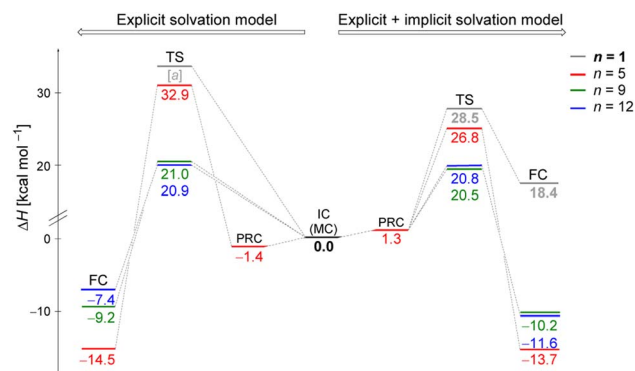 Explicit solvation model
Explicit + implicit solvation model
n = 1
n = 5
n = 9
n = 12
ΔH [kcal mol⁻¹]
30
20
0
−10
TS
[a]
32.9
21.0
20.9
PRC
−1.4
FC
−7.4
−9.2
−14.5
IC
(MC)
0.0
PRC
1.3
TS
28.5
26.8
20.8
20.5
FC
18.4
−10.2
−11.6
−13.7